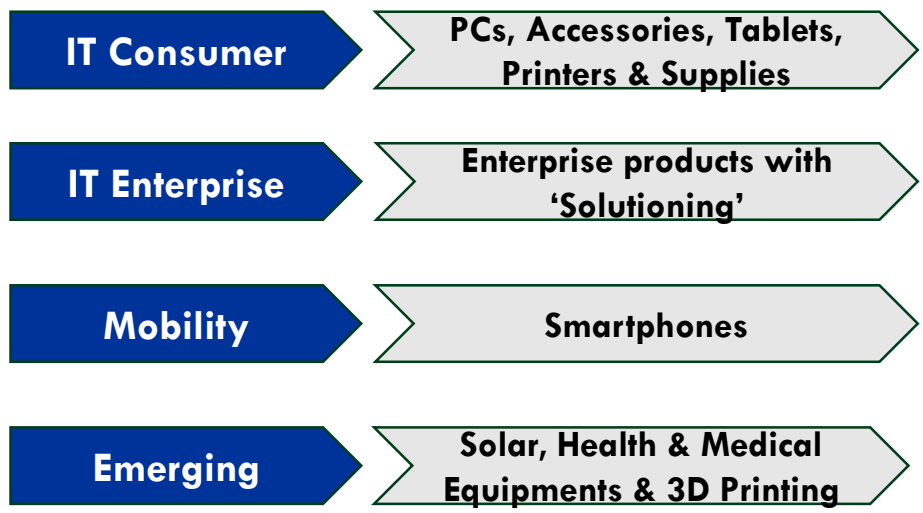 IT Consumer
PCs, Accessories, Tablets,
Printers & Supplies
IT Enterprise
Enterprise products with
‘Solutioning’
Mobility
Smartphones
Emerging
Solar, Health & Medical
Equipments & 3D Printing